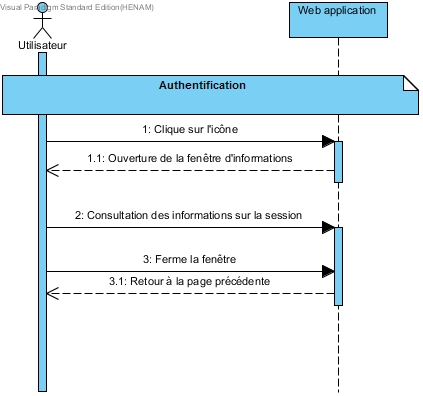 Visual Paradigm Standard Edition(HENAM)
Web application
Utilisateur
Authentification
1: Clique sur l'icône
1.1: Ouverture de la fenêtre d'informations
2: Consultation des informations sur la session
3: Ferme la fenêtre
3.1: Retour à la page précédente